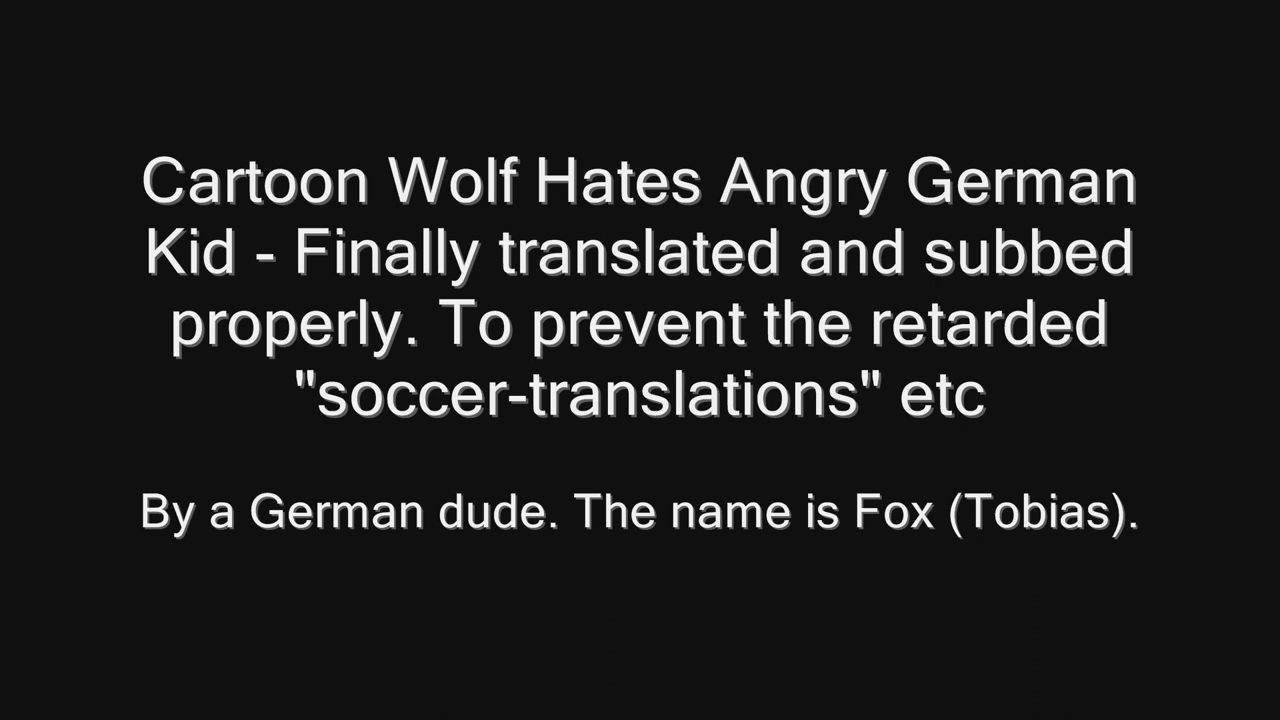 Cartoon Wolf Hates Angry German
Kid - Finally translated and subbed
properly. To prevent the retarded
"soccer-translations" etc
By a German dude. The name is Fox (Tobias).